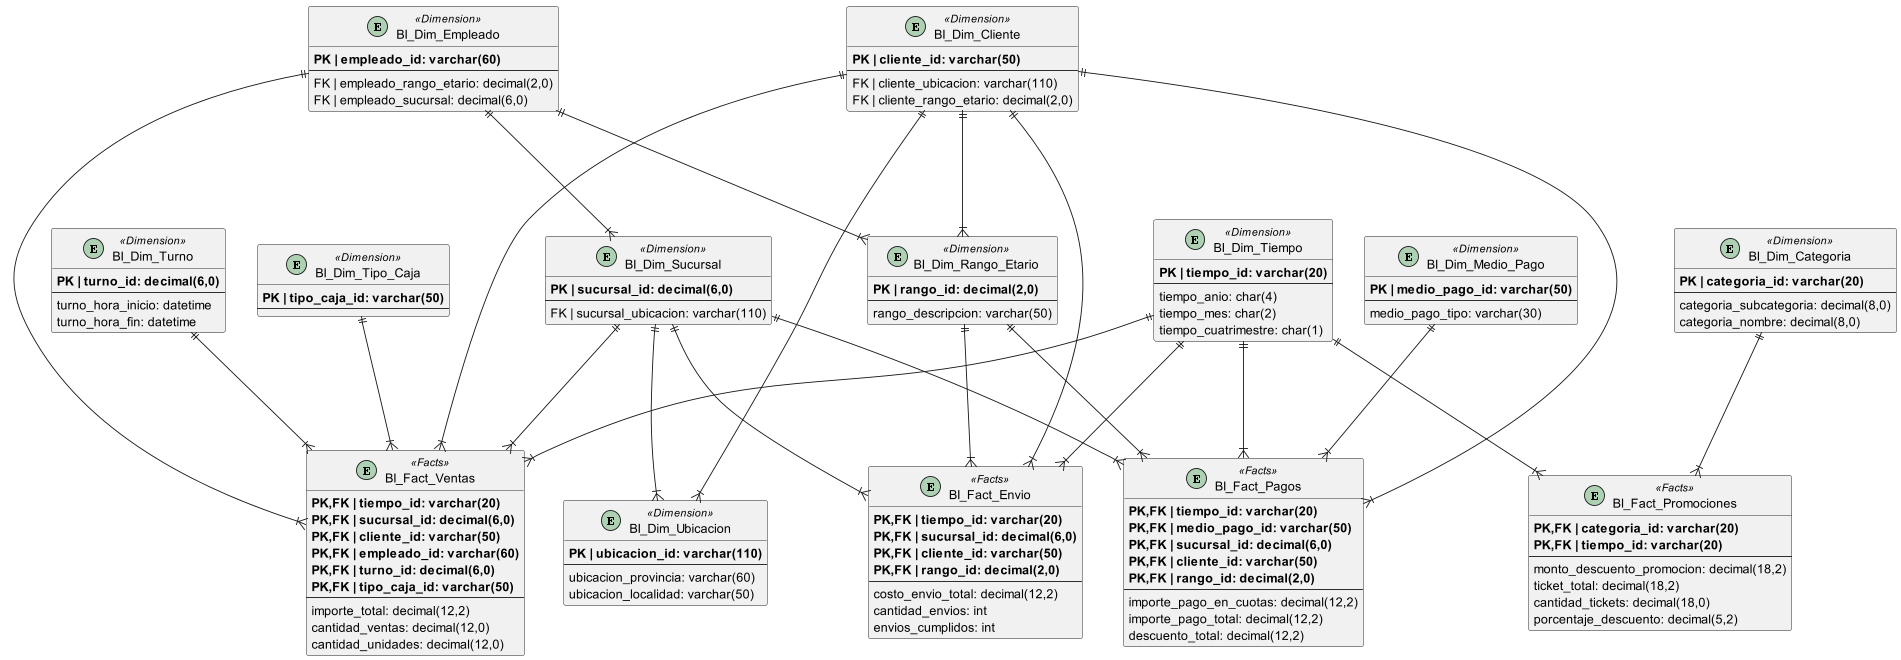 E
«Dimension»
BI_Dim_Empleado
PK | empleado_id: varchar(60)
FK | empleado_rango_etario: decimal(2,0)
FK | empleado_sucursal: decimal(6,0)
E
«Dimension»
BI_Dim_Cliente
PK | cliente_id: varchar(50)
FK | cliente_ubicacion: varchar(110)
FK | cliente_rango_etario: decimal(2,0)
E
«Dimension»
BI_Dim_Turno
PK | turno_id: decimal(6,0)
turno_hora_inicio: datetime
turno_hora_fin: datetime
E
«Dimension»
BI_Dim_Tipo_Caja
PK | tipo_caja_id: varchar(50)
E
«Dimension»
BI_Dim_Sucursal
PK | sucursal_id: decimal(6,0)
FK | sucursal_ubicacion: varchar(110)
E
«Dimension»
BI_Dim_Rango_Etario
PK | rango_id: decimal(2,0)
rango_descripcion: varchar(50)
E
«Dimension»
BI_Dim_Tiempo
PK | tiempo_id: varchar(20)
tiempo_anio: char(4)
tiempo_mes: char(2)
tiempo_cuatrimestre: char(1)
E
«Dimension»
BI_Dim_Medio_Pago
PK | medio_pago_id: varchar(50)
medio_pago_tipo: varchar(30)
E
«Dimension»
BI_Dim_Categoria
PK | categoria_id: varchar(20)
categoria_subcategoria: decimal(8,0)
categoria_nombre: decimal(8,0)
E
«Facts»
BI_Fact_Ventas
PK,FK | tiempo_id: varchar(20)
PK,FK | sucursal_id: decimal(6,0)
PK,FK | cliente_id: varchar(50)
PK,FK | empleado_id: varchar(60)
PK,FK | turno_id: decimal(6,0)
PK,FK | tipo_caja_id: varchar(50)
importe_total: decimal(12,2)
cantidad_ventas: decimal(12,0)
cantidad_unidades: decimal(12,0)
E
«Dimension»
BI_Dim_Ubicacion
PK | ubicacion_id: varchar(110)
ubicacion_provincia: varchar(60)
ubicacion_localidad: varchar(50)
E
«Facts»
BI_Fact_Envio
PK,FK | tiempo_id: varchar(20)
PK,FK | sucursal_id: decimal(6,0)
PK,FK | cliente_id: varchar(50)
PK,FK | rango_id: decimal(2,0)
costo_envio_total: decimal(12,2)
cantidad_envios: int
envios_cumplidos: int
E
«Facts»
BI_Fact_Pagos
PK,FK | tiempo_id: varchar(20)
PK,FK | medio_pago_id: varchar(50)
PK,FK | sucursal_id: decimal(6,0)
PK,FK | cliente_id: varchar(50)
PK,FK | rango_id: decimal(2,0)
importe_pago_en_cuotas: decimal(12,2)
importe_pago_total: decimal(12,2)
descuento_total: decimal(12,2)
E
«Facts»
BI_Fact_Promociones
PK,FK | categoria_id: varchar(20)
PK,FK | tiempo_id: varchar(20)
monto_descuento_promocion: decimal(18,2)
ticket_total: decimal(18,2)
cantidad_tickets: decimal(18,0)
porcentaje_descuento: decimal(5,2)